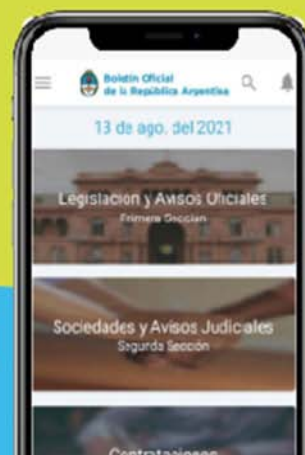 Boletín Oficial
de la República Argentina
13 de ago. del 2021
Legislación y Avisos Oficiales
Primera Sección
Sociedades y Avisos Judiciales
Segunda Sección
Contrataciones